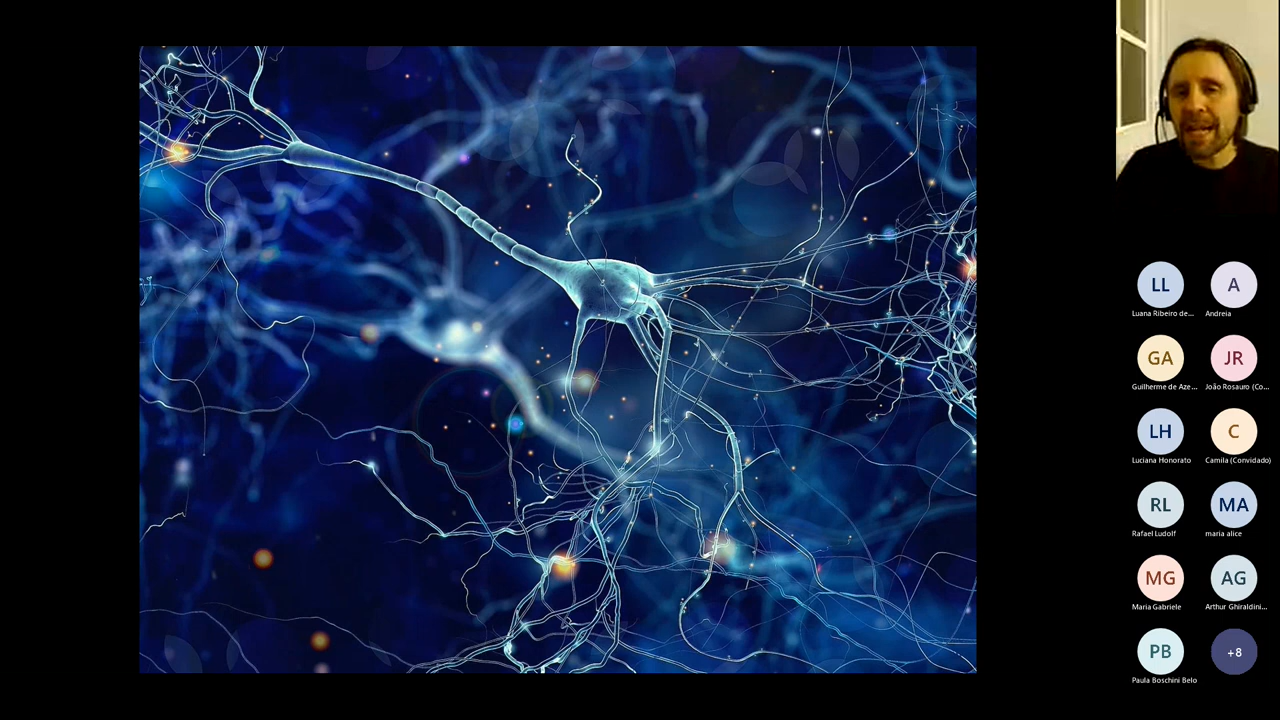 LL
A
Luana Ribeiro de...
Andreia
GA
JR
Guilherme de Aze...
João Rosauro (Co...
LH
C
Luciana Honorato
Camila (Convidado)
RL
MA
Rafael Ludolf
maria alice
MG
AG
Maria Gabriele
Arthur Ghiraldini...
PB
+8
Paula Boschini Belo